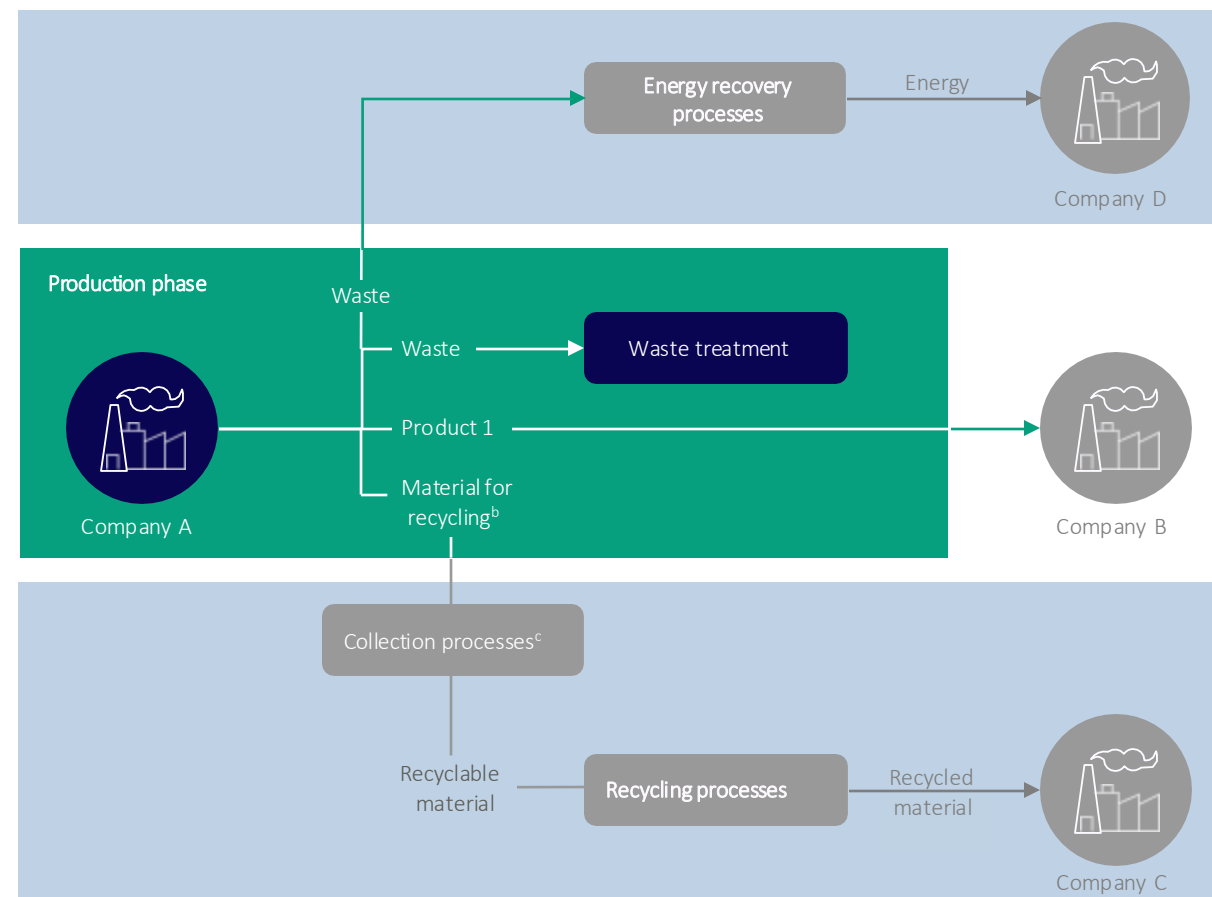 Energy recovery
processes
Energy
Company D
Production phase
Waste
Waste
Waste treatment
Product 1
Material for
recyclingᵇ
Company A
Company B
Collection processesᶜ
Recyclable
material
Recycling processes
Recycled
material
Company C